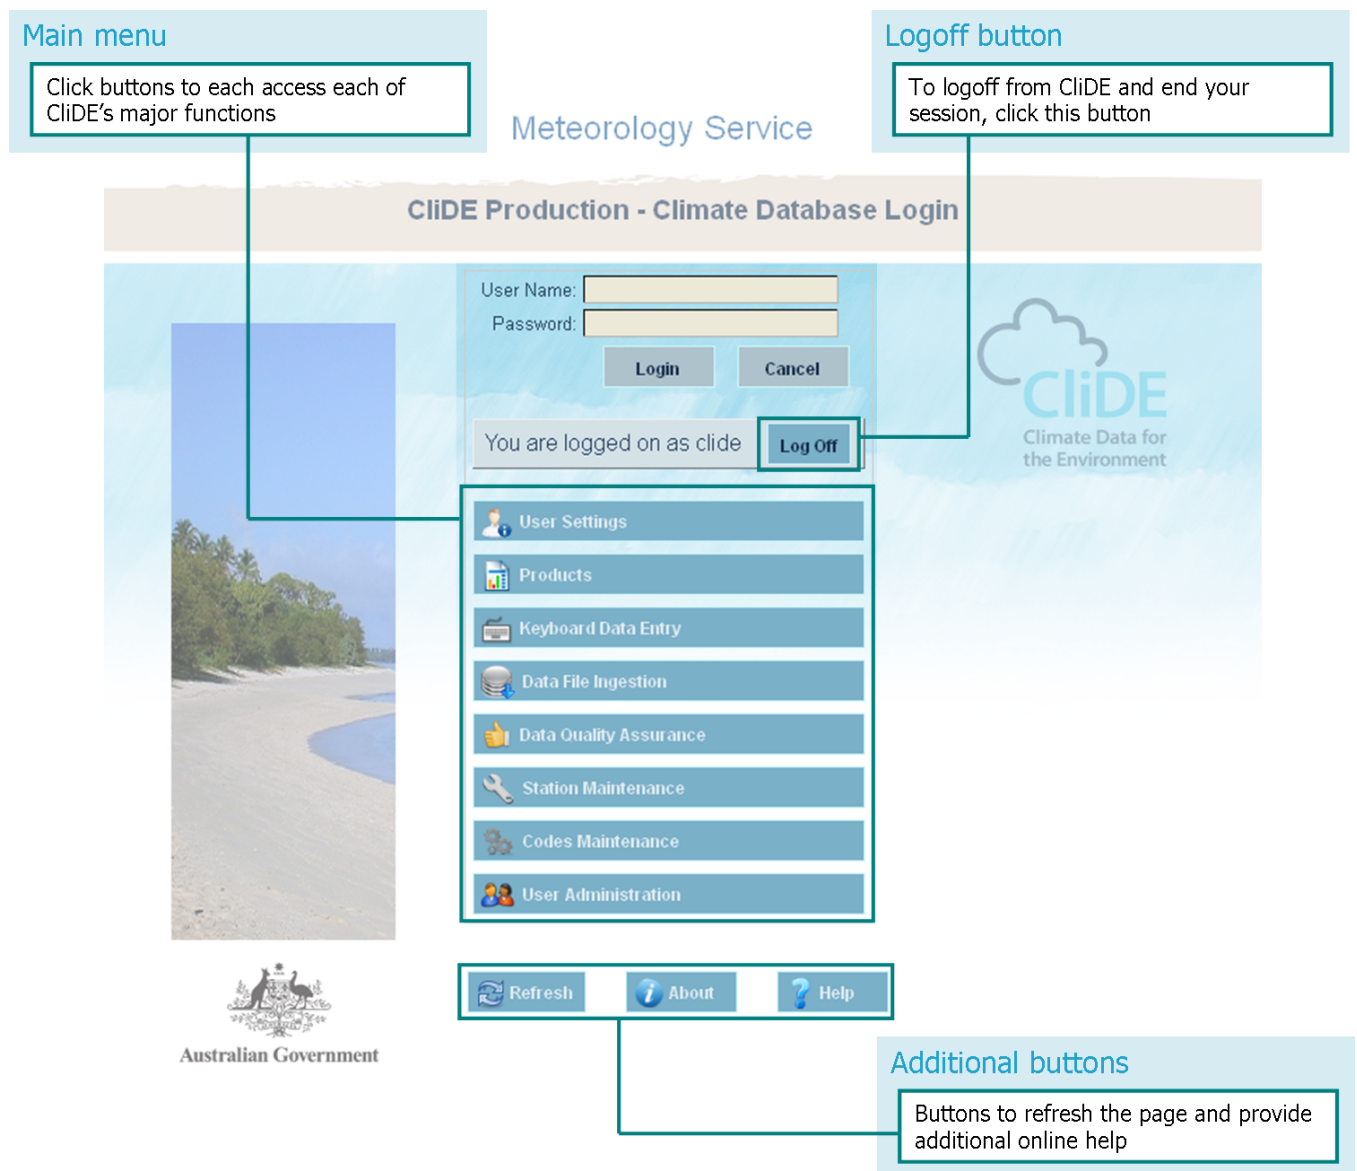 Main menu
Click buttons to each access each of
CliDE's major functions
Logoff button
To logoff from CliDE and end your
session, click this button
Meteorology Service
CliDE Production - Climate Database Login
User Name:
Password:
Login
Cancel
You are logged on as clide
Log Off
CliDE
Climate Data for
the Environment
User Settings
Products
Keyboard Data Entry
Data File Ingestion
Data Quality Assurance
Station Maintenance
Codes Maintenance
User Administration
Refresh
About
Help
Australian Government
Additional buttons
Buttons to refresh the page and provide
additional online help